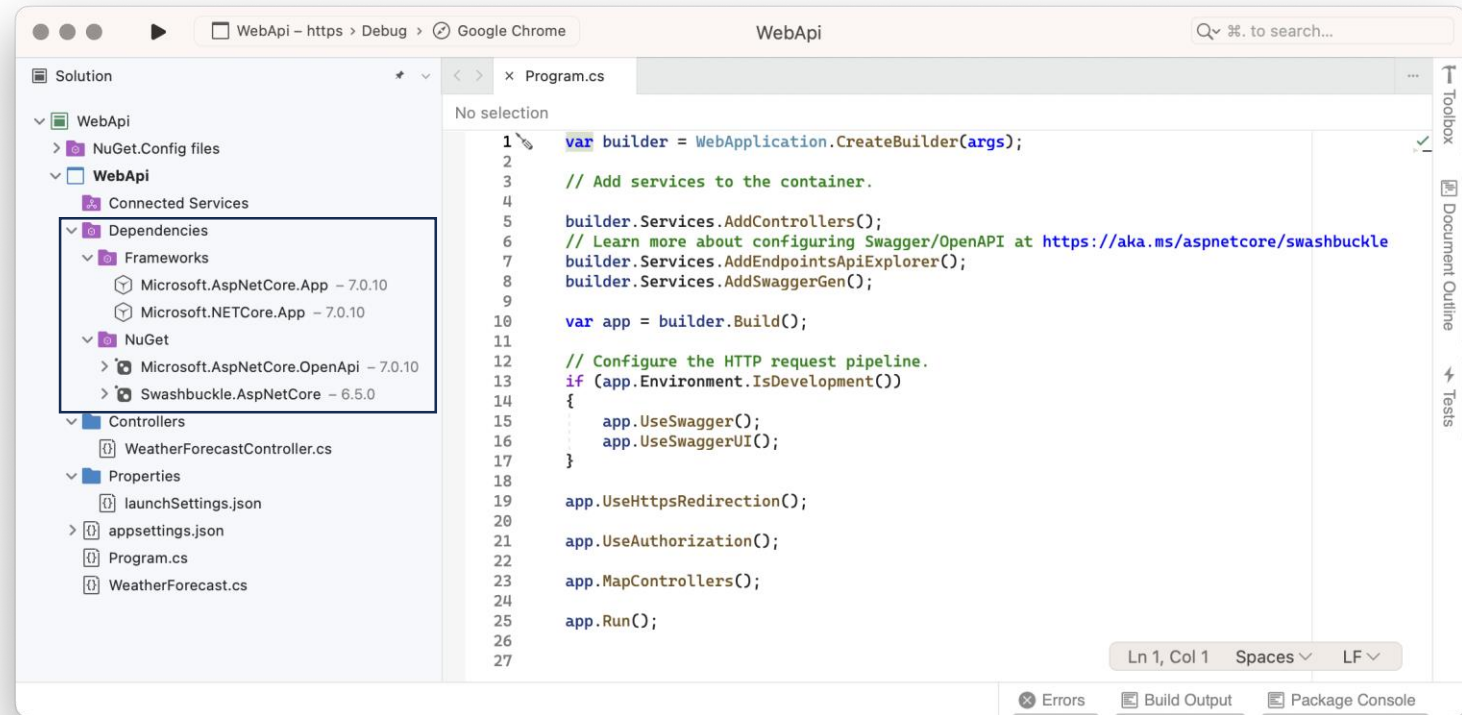 WebApi – https > Debug > Google Chrome
WebApi
⌘. to search...
Solution
WebApi
NuGet.Config files
WebApi
Connected Services
Dependencies
Frameworks
Microsoft.AspNetCore.App – 7.0.10
Microsoft.NETCore.App – 7.0.10
NuGet
Microsoft.AspNetCore.OpenApi – 7.0.10
Swashbuckle.AspNetCore – 6.5.0
Controllers
WeatherForecastController.cs
Properties
launchSettings.json
appsettings.json
Program.cs
WeatherForecast.cs
× Program.cs
No selection
1 var builder = WebApplication.CreateBuilder(args);
2
3 // Add services to the container.
4
5 builder.Services.AddControllers();
6 // Learn more about configuring Swagger/OpenAPI at https://aka.ms/aspnetcore/swashbuckle
7 builder.Services.AddEndpointsApiExplorer();
8 builder.Services.AddSwaggerGen();
9
10 var app = builder.Build();
11
12 // Configure the HTTP request pipeline.
13 if (app.Environment.IsDevelopment())
14 {
15     app.UseSwagger();
16     app.UseSwaggerUI();
17 }
18
19 app.UseHttpsRedirection();
20
21 app.UseAuthorization();
22
23 app.MapControllers();
24
25 app.Run();
26
27
Ln 1, Col 1 Spaces LF
Toolbox
Document Outline
Tests
Errors
Build Output
Package Console